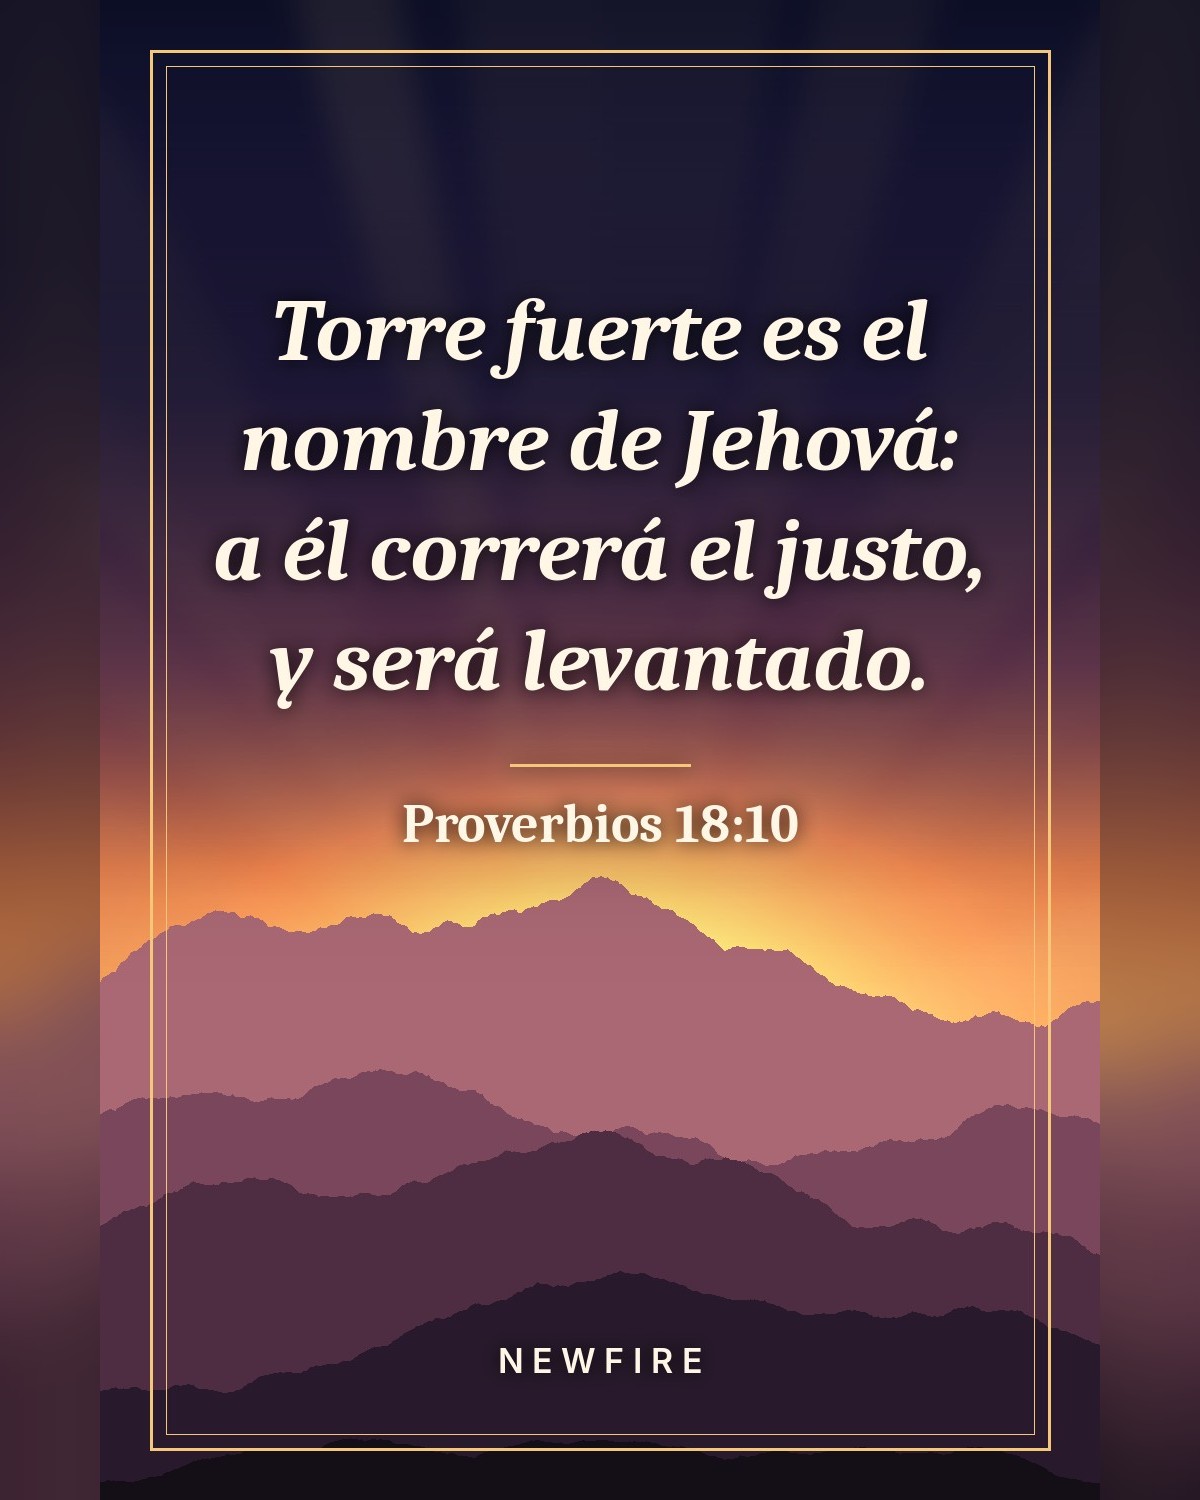 Torre fuerte es el
nombre de Jehová:
a él correrá el justo,
y será levantado.
Proverbios 18:10
NEWFIRE